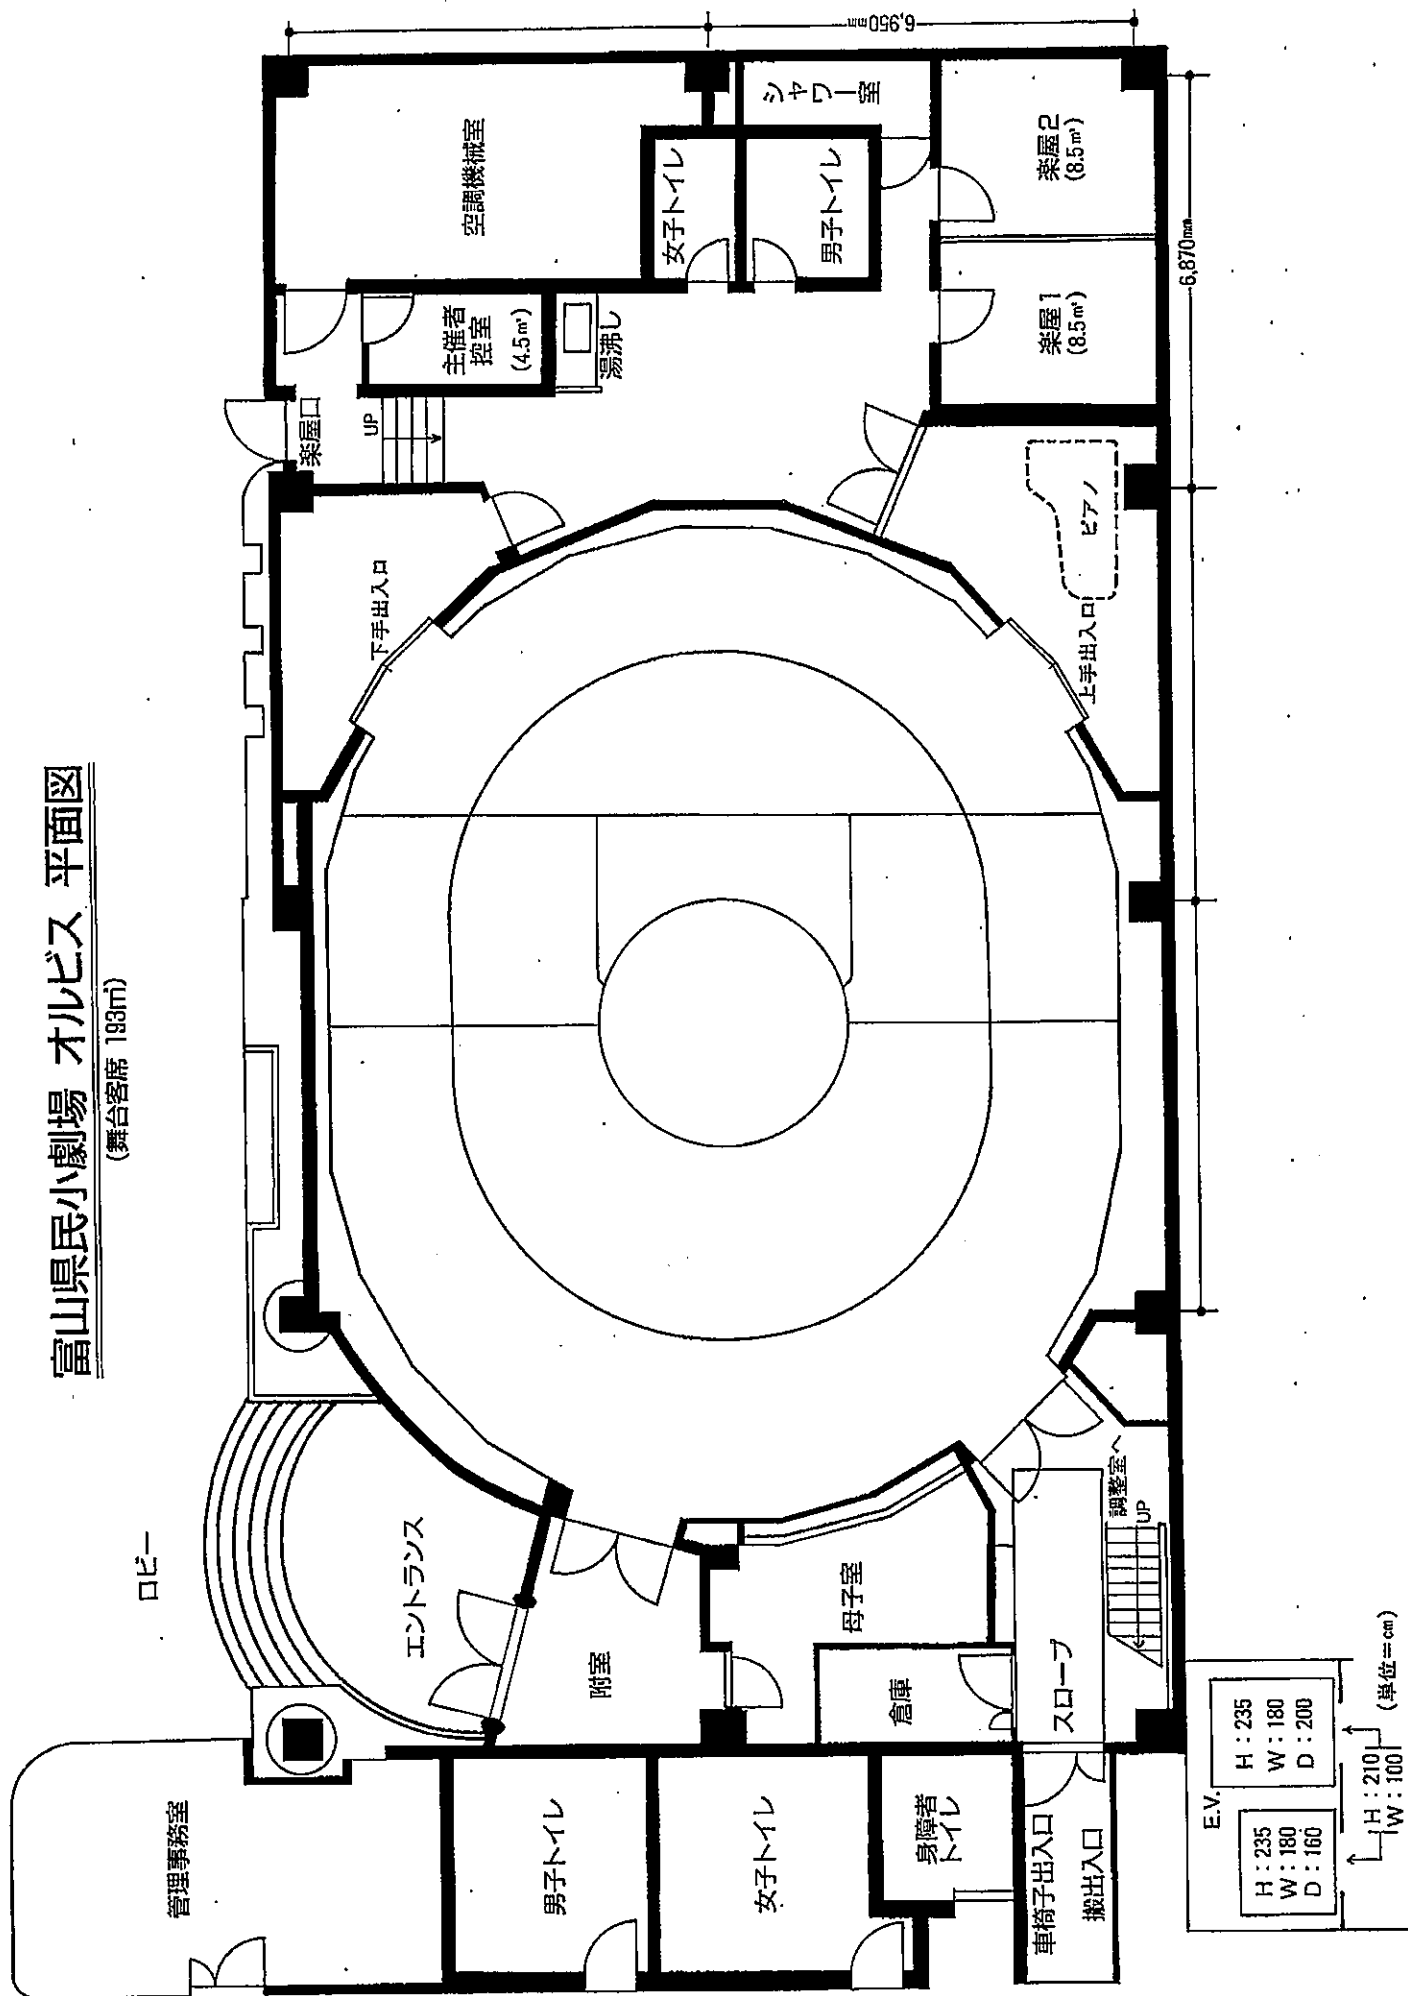 富山県民小劇場 オルビス 平面図
(舞台客席 193㎡)
ロビー
管理事務室
エントランス
楽屋口
UP
空調機械室
主催者
控室
(4.5㎡)
湯沸し
女子トイレ
男子トイレ
シャワー室
6,950mm
下手出入口
男子トイレ
附室
女子トイレ
母子室
倉庫
身障者
トイレ
スロープ
車椅子出入口
搬出入口
調整室へ
UP
上手出入口
ピアノ
楽屋1
(8.5㎡)
楽屋2
(8.5㎡)
6,870mm
E.V.
H:235
W:180
D:160
H:235
W:180
D:200
H:210
W:100
(単位=cm)